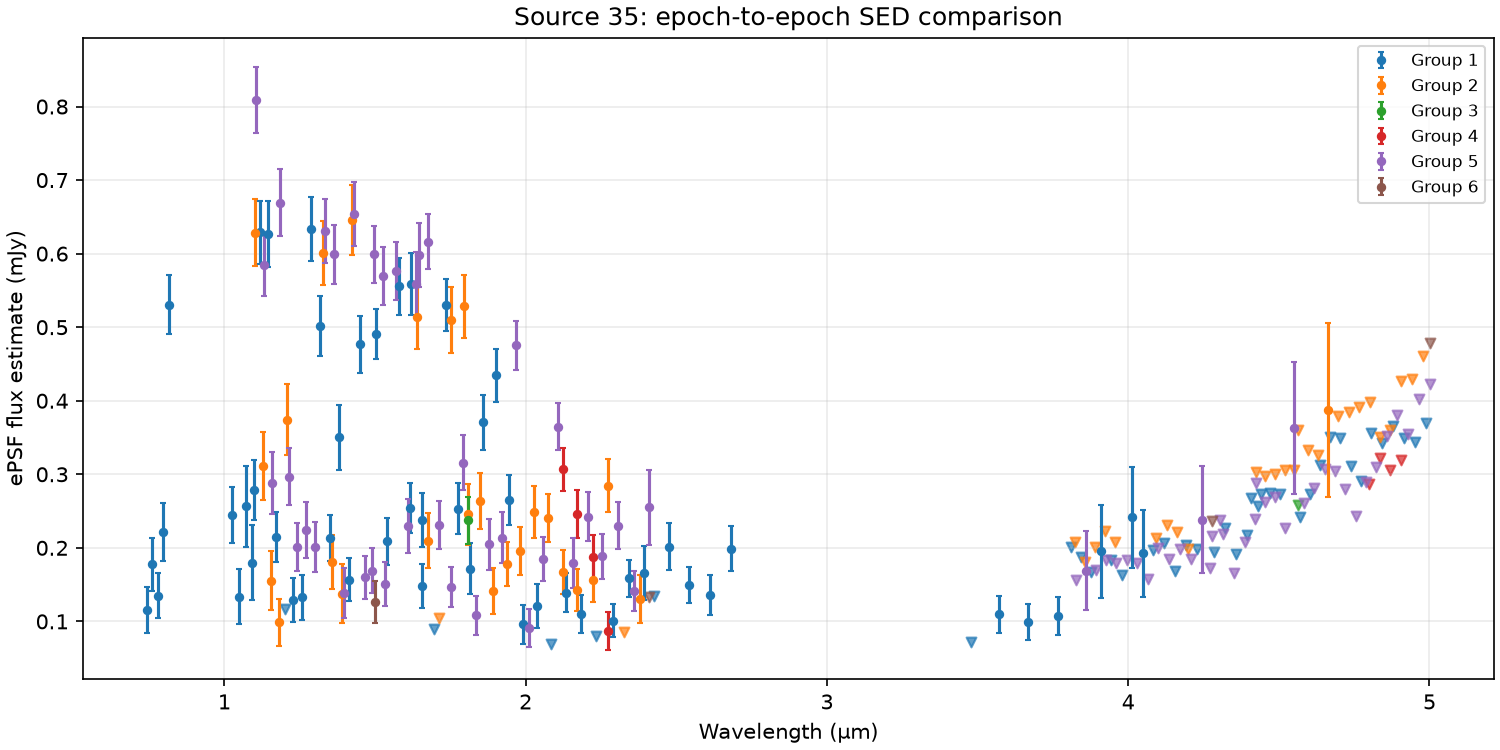 Source 35: epoch-to-epoch SED comparison
ePSF flux estimate (mJy)
0.8
0.7
0.6
0.5
0.4
0.3
0.2
0.1
Group 1
Group 2
Group 3
Group 4
Group 5
Group 6
1
2
3
4
5
Wavelength (μm)